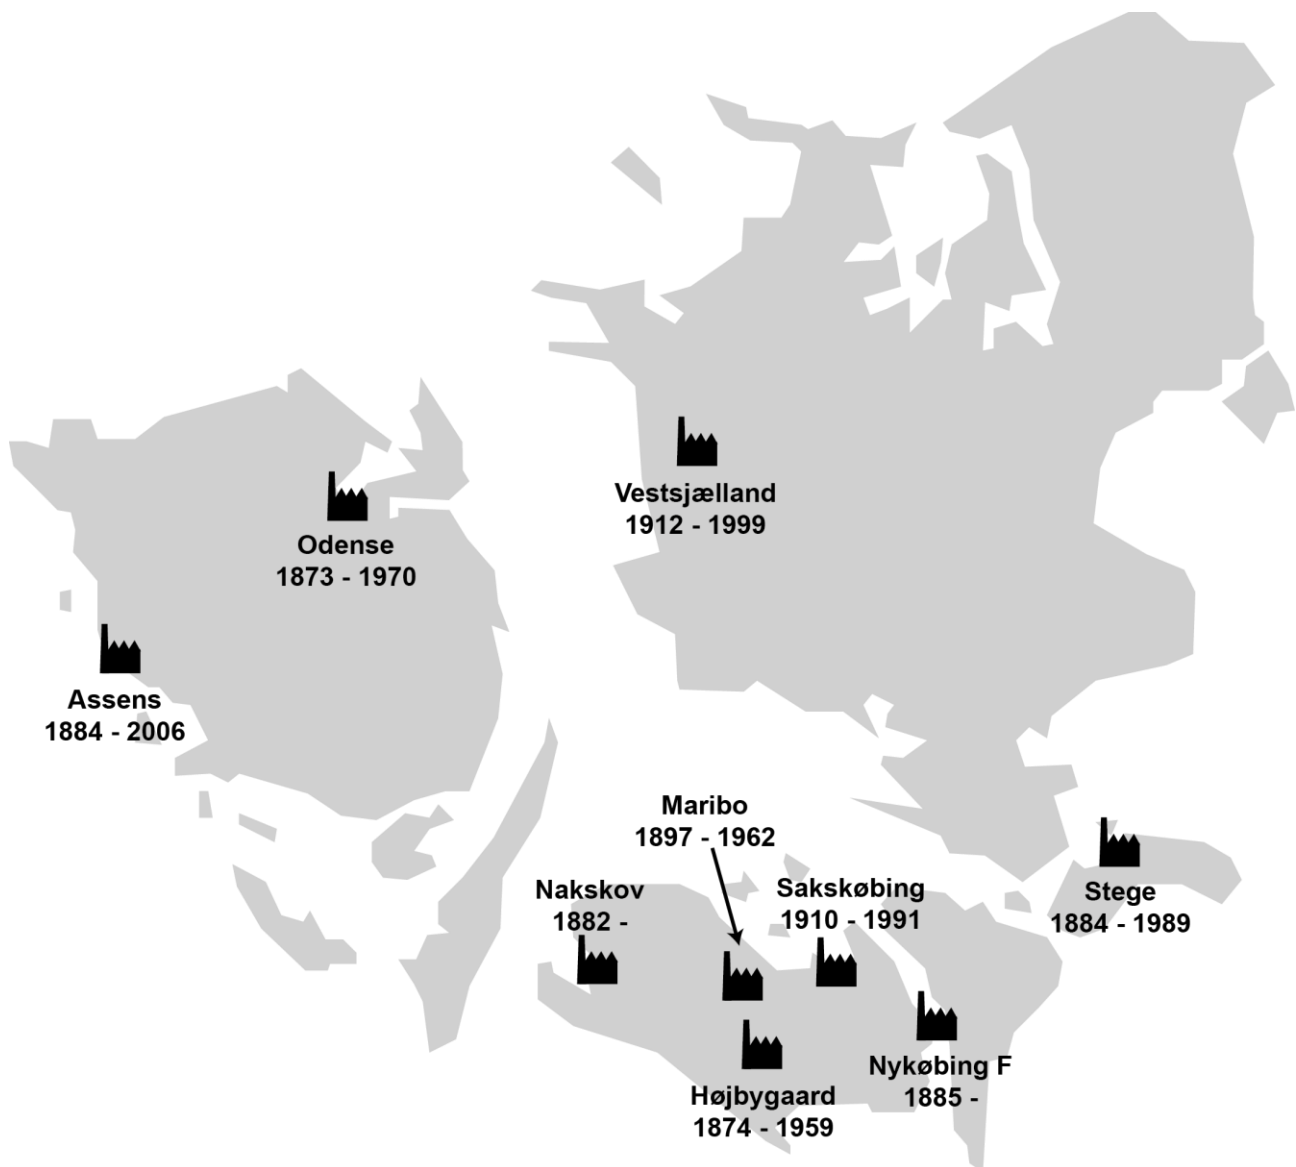 Vestsjælland
1912 - 1999
Odense
1873 - 1970
Assens
1884 - 2006
Maribo
1897 - 1962
Nakskov
1882 -
Sakskøbing
1910 - 1991
Stege
1884 - 1989
Nykøbing F
1885 -
Højbygaard
1874 - 1959